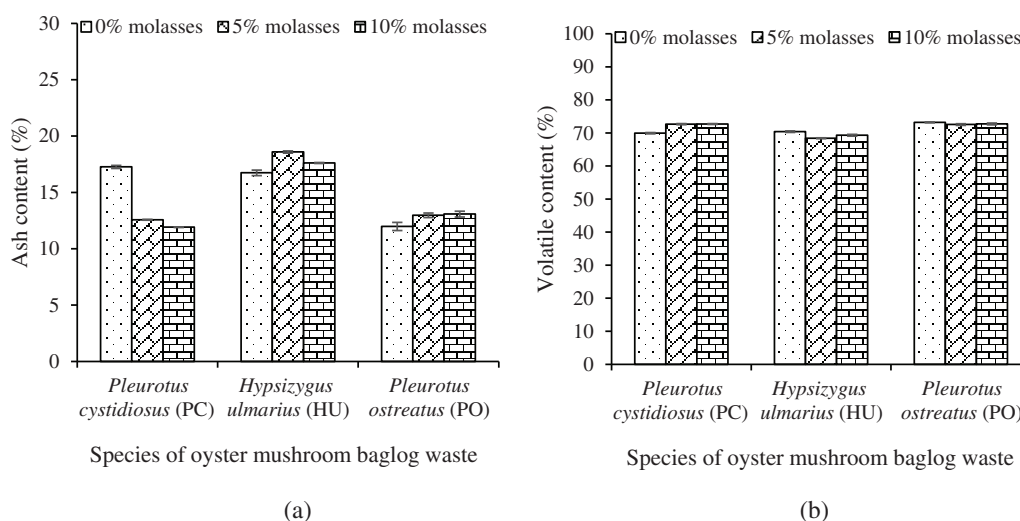 30
25
20
15
10
5
0
Ash content (%)
0% molasses 5% molasses 10% molasses
Pleurotus cystidiosus (PC)
Hypsizygus ulmarius (HU)
Pleurotus ostreatus (PO)
Species of oyster mushroom baglog waste
(a)
100
90
80
70
60
50
40
30
20
10
0
Volatile content (%)
0% molasses 5% molasses 10% molasses
Pleurotus cystidiosus (PC)
Hypsizygus ulmarius (HU)
Pleurotus ostreatus (PO)
Species of oyster mushroom baglog waste
(b)